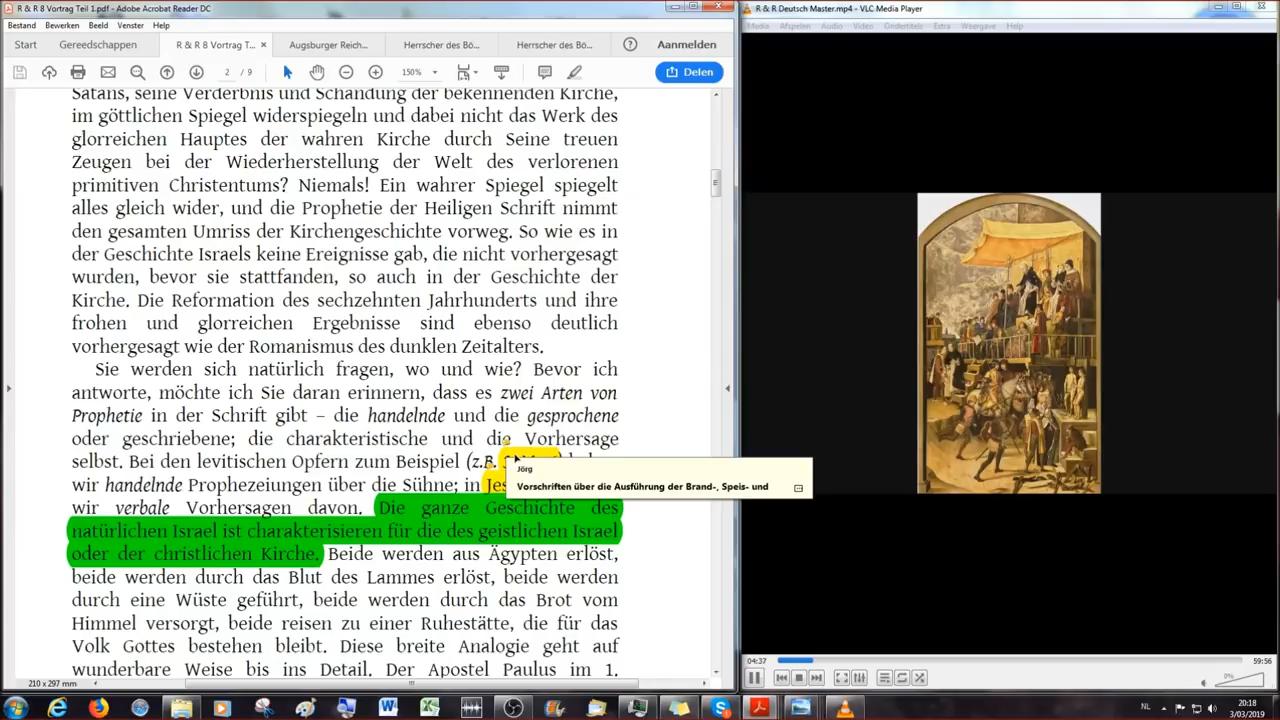 R & R 8 Vortrag Teil 1.pdf - Adobe Acrobat Reader DC
Bestand Bewerken Beeld Venster Help
Start Gereedschappen R & R 8 Vortrag T... × Augsburger Reich... Herrscher des Bö... Herrscher des Bö... Aanmelden
2 / 9 150% Delen
Satans, seine Verderbnis und Schändung der bekennenden Kirche,
im göttlichen Spiegel widerspiegeln und dabei nicht das Werk des
glorreichen Hauptes der wahren Kirche durch Seine treuen
Zeugen bei der Wiederherstellung der Welt des verlorenen
primitiven Christentums? Niemals! Ein wahrer Spiegel spiegelt
alles gleich wider, und die Prophetie der Heiligen Schrift nimmt
den gesamten Umriss der Kirchengeschichte vorweg. So wie es in
der Geschichte Israels keine Ereignisse gab, die nicht vorhergesagt
wurden, bevor sie stattfanden, so auch in der Geschichte der
Kirche. Die Reformation des sechzehnten Jahrhunderts und ihre
frohen und glorreichen Ergebnisse sind ebenso deutlich
vorhergesagt wie der Romanismus des dunklen Zeitalters.
Sie werden sich natürlich fragen, wo und wie? Bevor ich
antworte, möchte ich Sie daran erinnern, dass es zwei Arten von
Prophetie in der Schrift gibt – die handelnde und die gesprochene
oder geschriebene; die charakteristische und die Vorhersage
selbst. Bei den levitischen Opfern zum Beispiel (z.B.
wir handelnde Prophezeiungen über die Sühne; in Jes
Jörg
Vorschriften über die Ausführung der Brand-, Speis- und
wir verbale Vorhersagen davon. Die ganze Geschichte des
natürlichen Israel ist charakterisieren für die des geistlichen Israel
oder der christlichen Kirche. Beide werden aus Ägypten erlöst,
beide werden durch das Blut des Lammes erlöst, beide werden
durch eine Wüste geführt, beide werden durch das Brot vom
Himmel versorgt, beide reisen zu einer Ruhestätte, die für das
Volk Gottes bestehen bleibt. Diese breite Analogie geht auf
wunderbare Weise bis ins Detail. Der Apostel Paulus im 1.
210 x 297 mm
R & R Deutsch Master.mp4 - VLC Media Player
Media Afspelen Audio Video Ondertiteling Extra Weergave Help
04:37 59:56
0%
NL 20:18
3/03/2019